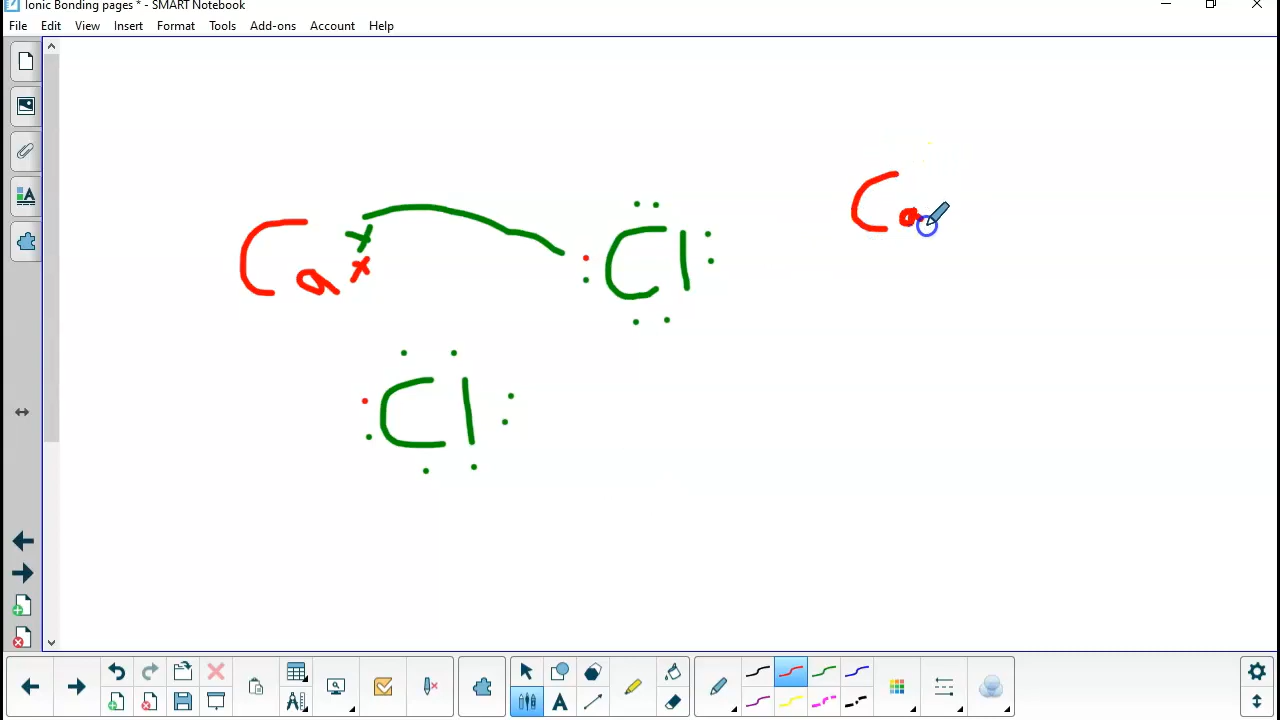 Ionic Bonding pages * - SMART Notebook
File Edit View Insert Format Tools Add-ons Account Help
Ca
Ca xx Cl
Cl